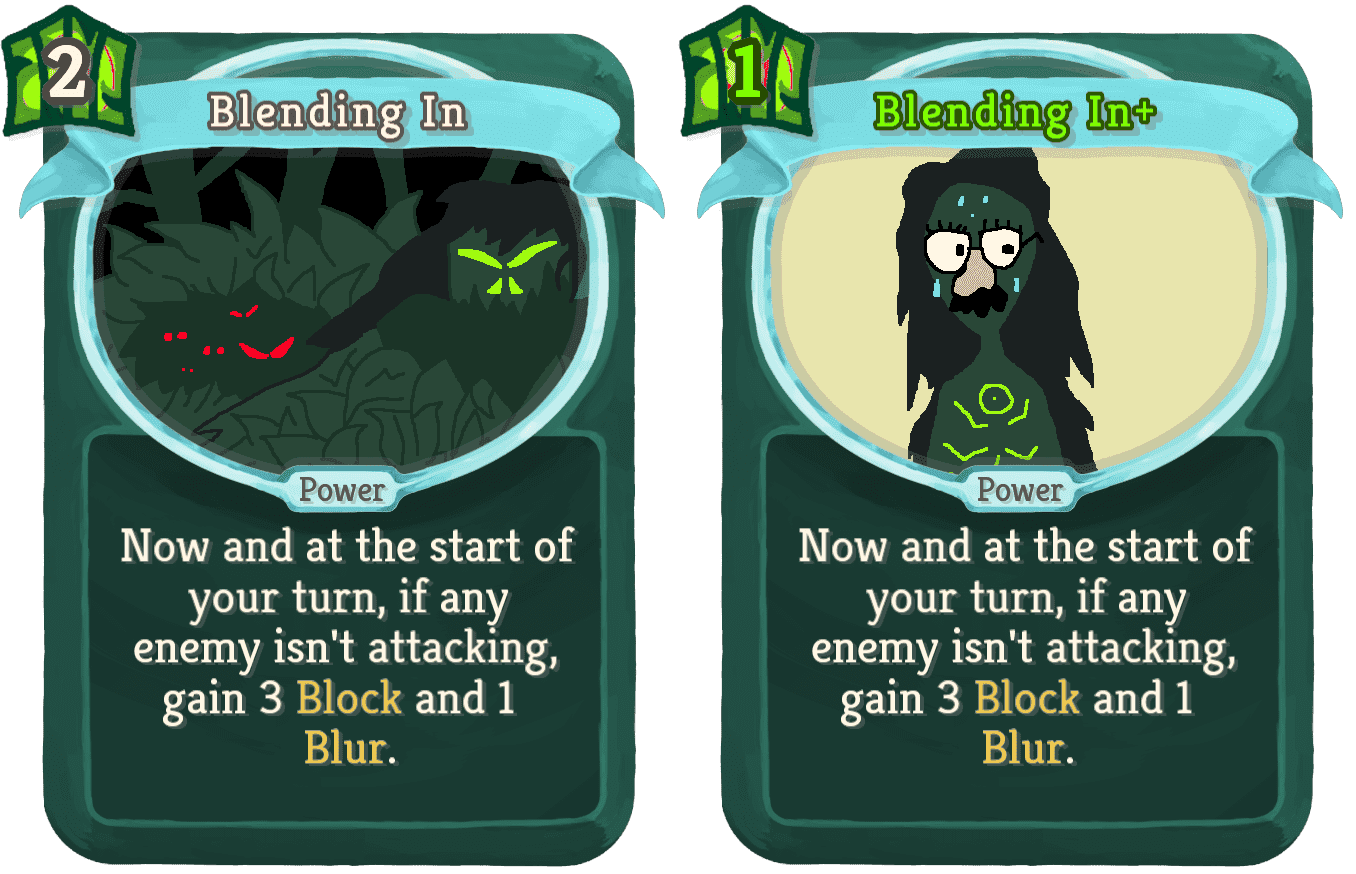 2
Blending In
Power
Now and at the start of
your turn, if any
enemy isn't attacking,
gain 3 Block and 1
Blur.
1
Blending In+
Power
Now and at the start of
your turn, if any
enemy isn't attacking,
gain 3 Block and 1
Blur.